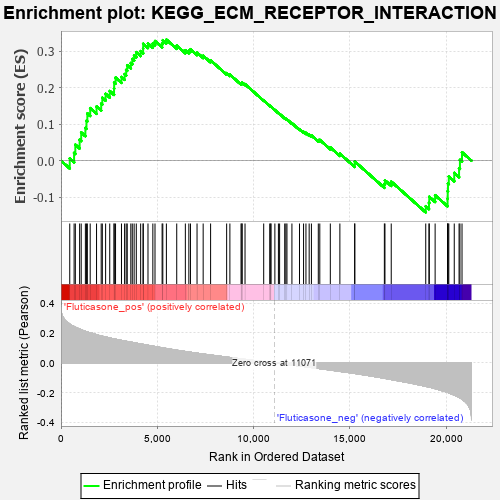 Enrichment plot: KEGG_ECM_RECEPTOR_INTERACTION
Enrichment score (ES)
0.3
0.2
0.1
0.0
-0.1
'Fluticasone_pos' (positively correlated)
Ranked list metric (Pearson)
0.4
0.2
0.0
-0.2
-0.4
Zero cross at 11071
'Fluticasone_neg' (negatively correlated)
0
5,000
10,000
15,000
20,000
Rank in Ordered Dataset
Enrichment profile
Hits
Ranking metric scores